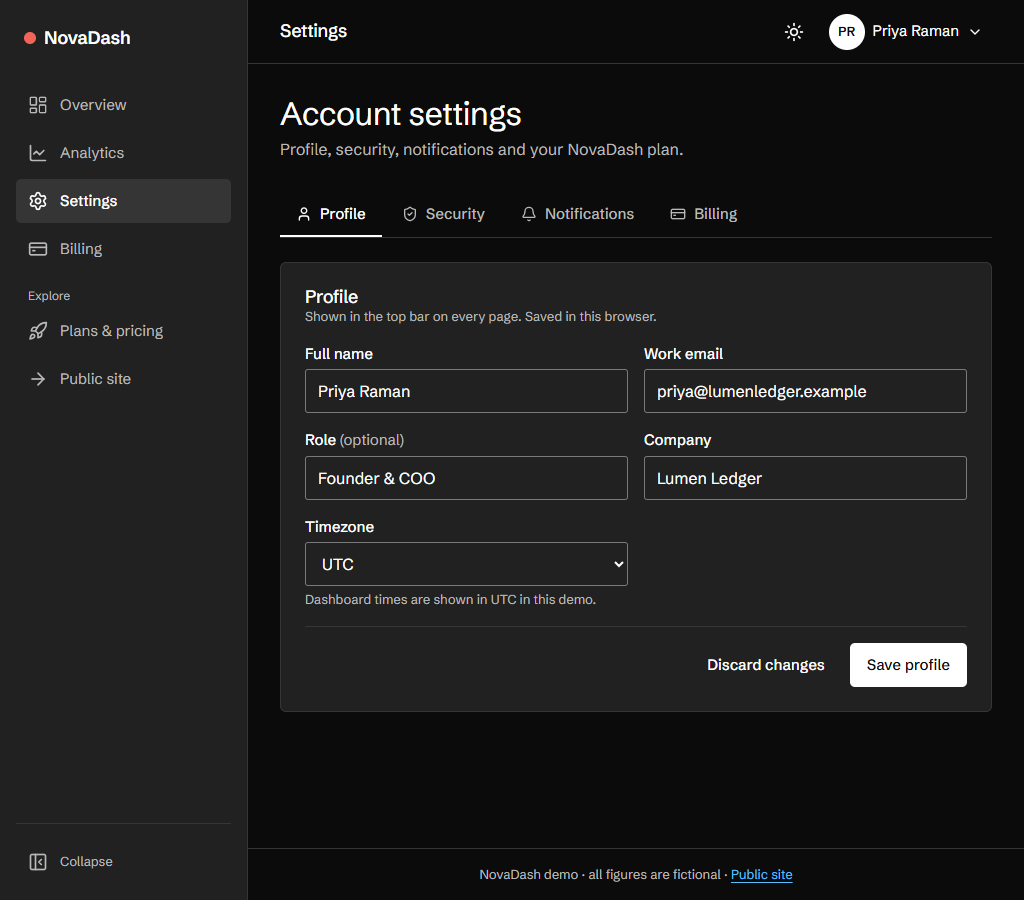 NovaDash
Overview
Analytics
Settings
Billing
Explore
Plans & pricing
Public site
Collapse
Settings
PR
Priya Raman
Account settings
Profile, security, notifications and your NovaDash plan.
Profile
Security
Notifications
Billing
Profile
Shown in the top bar on every page. Saved in this browser.
Full name
Priya Raman
Work email
priya@lumenledger.example
Role (optional)
Founder & COO
Company
Lumen Ledger
Timezone
UTC
Dashboard times are shown in UTC in this demo.
Discard changes
Save profile
NovaDash demo · all figures are fictional · Public site